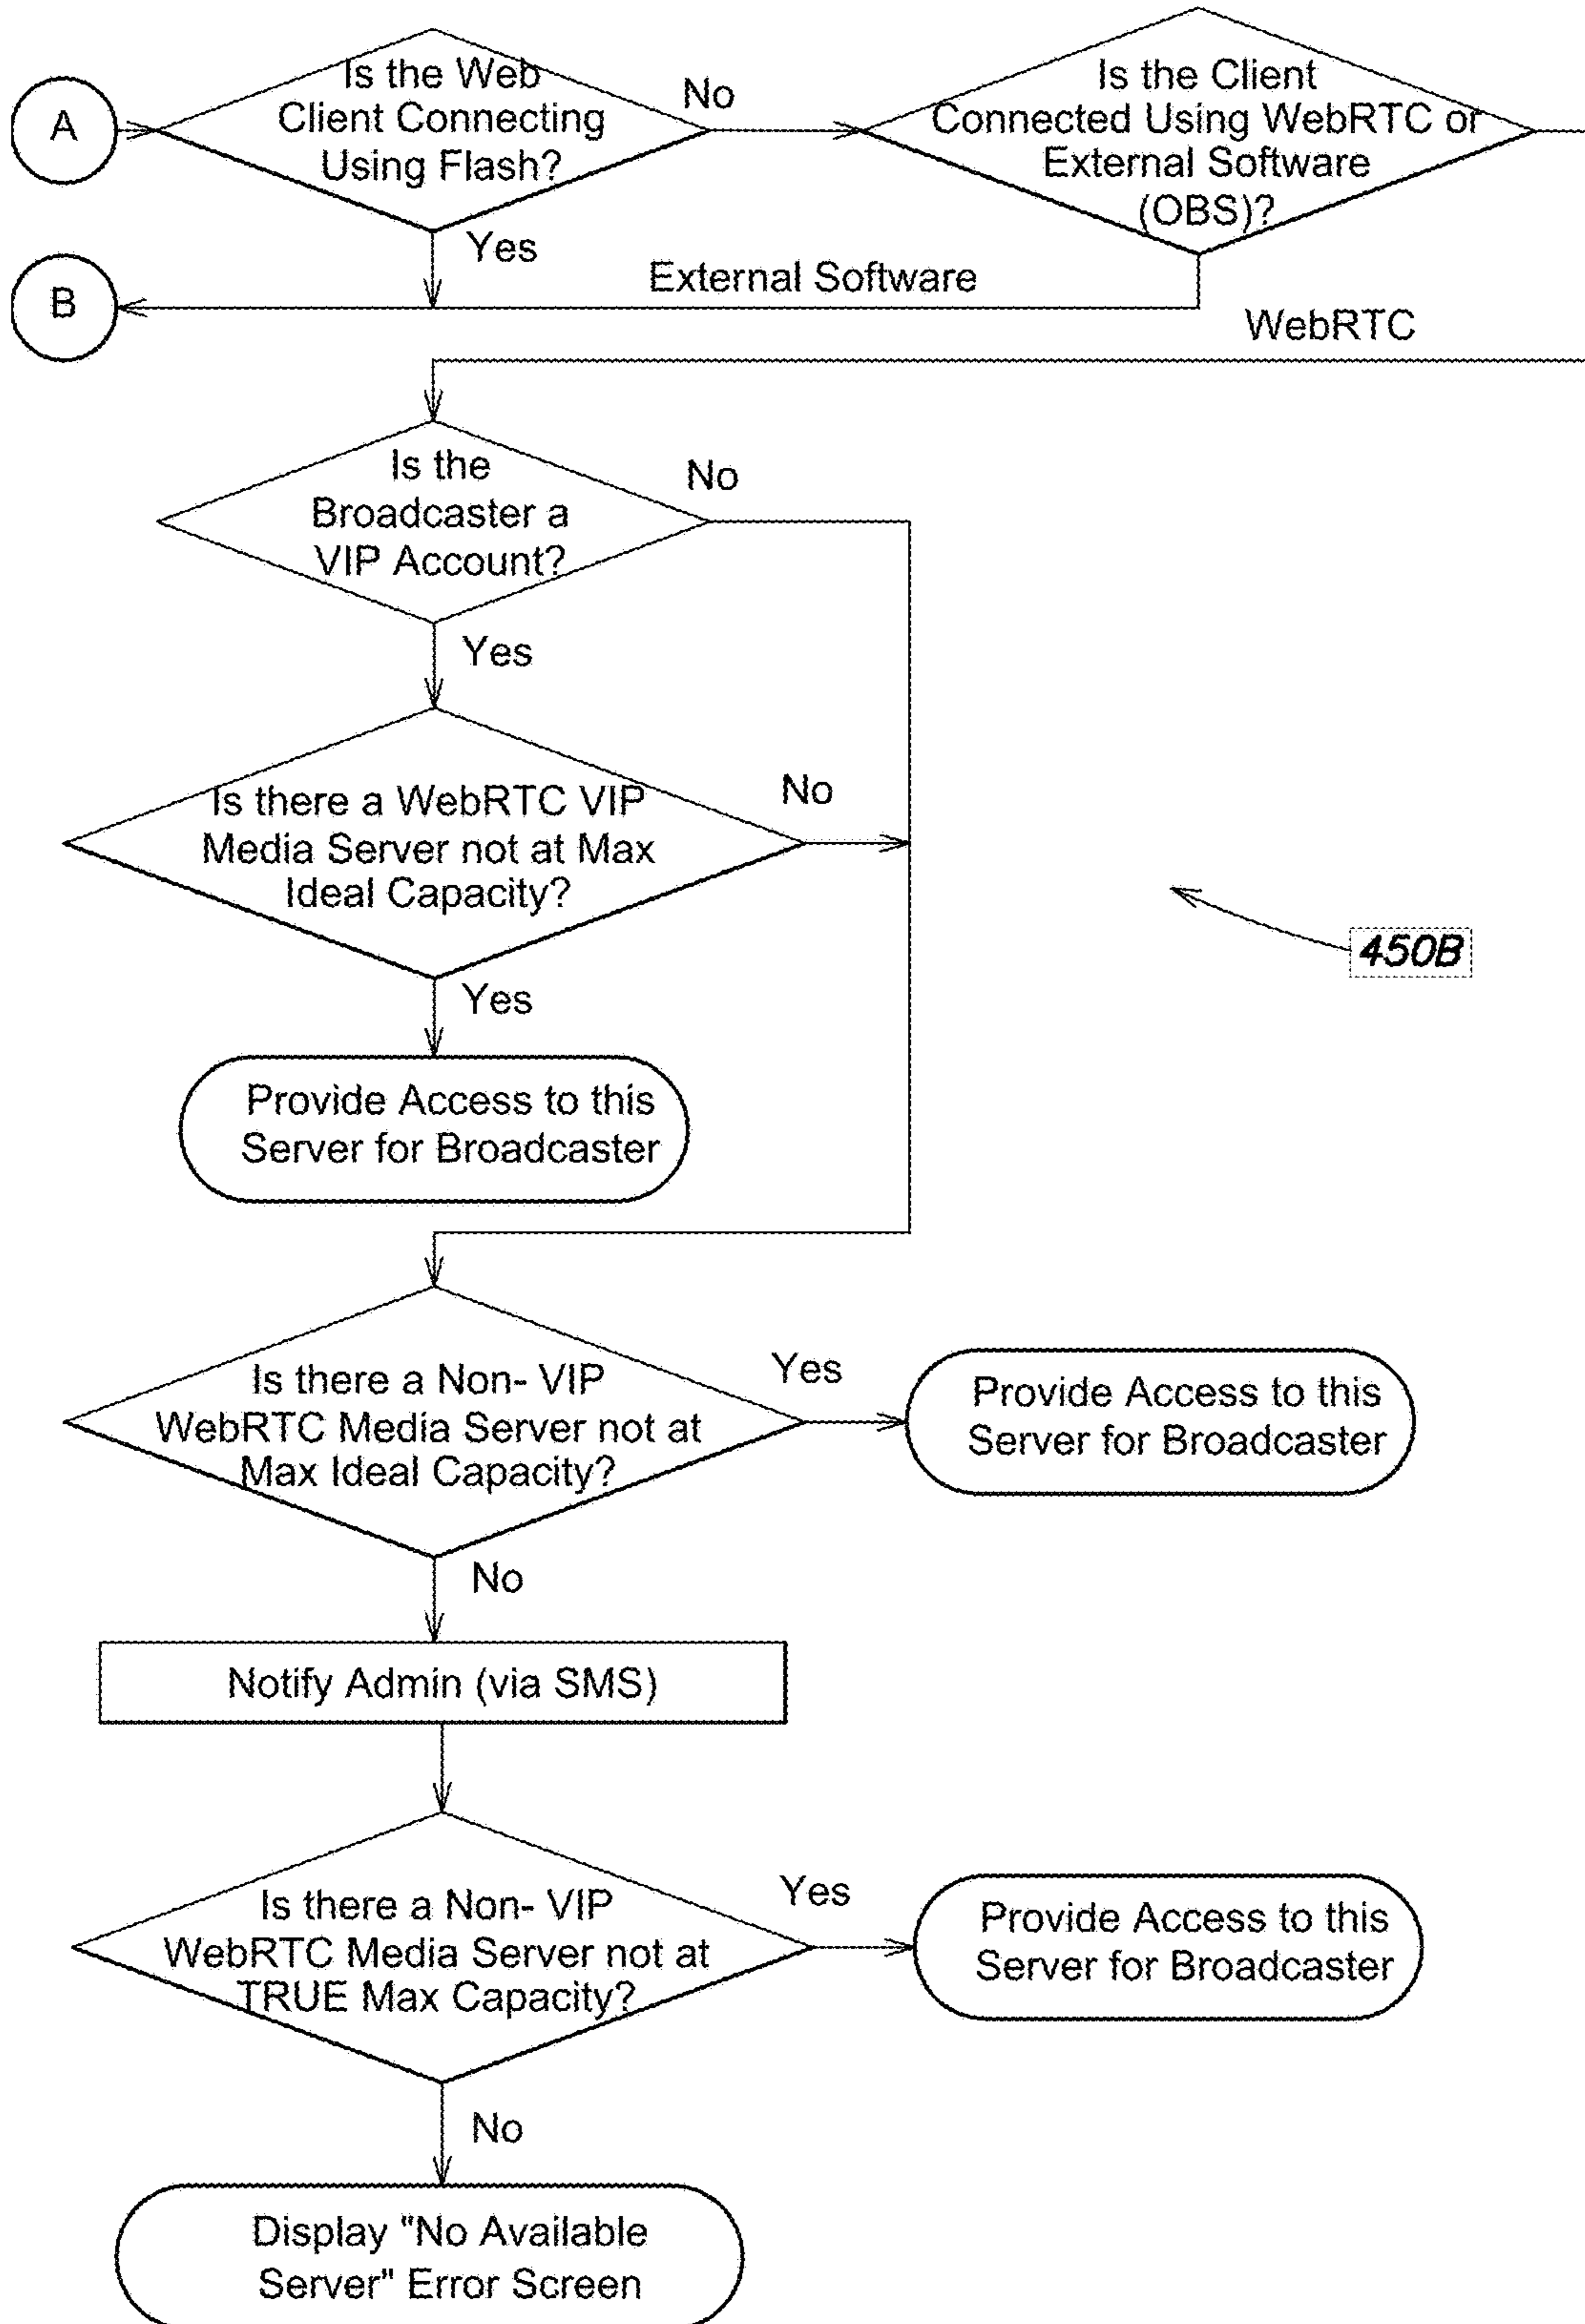 A
Is the Web
Client Connecting
Using Flash?
No
Is the Client
Connected Using WebRTC or
External Software
(OBS)?
Yes
External Software
B
WebRTC
Is the
Broadcaster a
VIP Account?
No
Yes
Is there a WebRTC VIP
Media Server not at Max
Ideal Capacity?
No
450B
Yes
Provide Access to this
Server for Broadcaster
Is there a Non- VIP
WebRTC Media Server not at
Max Ideal Capacity?
Yes
Provide Access to this
Server for Broadcaster
No
Notify Admin (via SMS)
Is there a Non- VIP
WebRTC Media Server not at
TRUE Max Capacity?
Yes
Provide Access to this
Server for Broadcaster
No
Display "No Available
Server" Error Screen